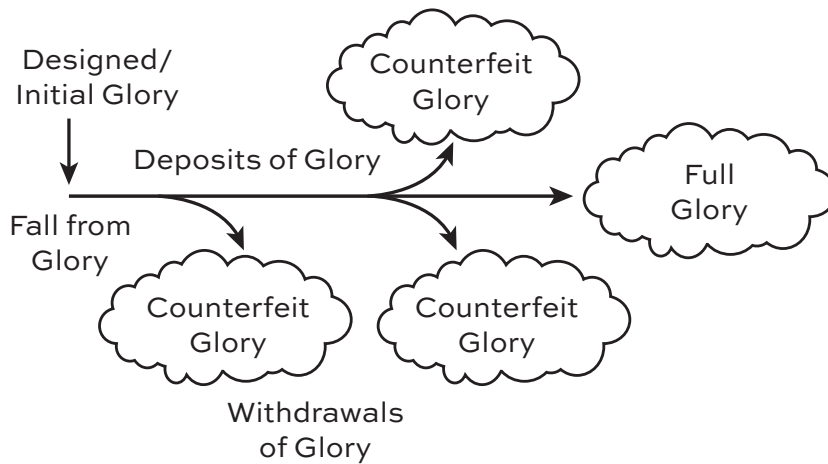 Designed/
Initial Glory
Counterfeit
Glory
Deposits of Glory
Full
Glory
Fall from
Glory
Counterfeit
Glory
Counterfeit
Glory
Withdrawals
of Glory